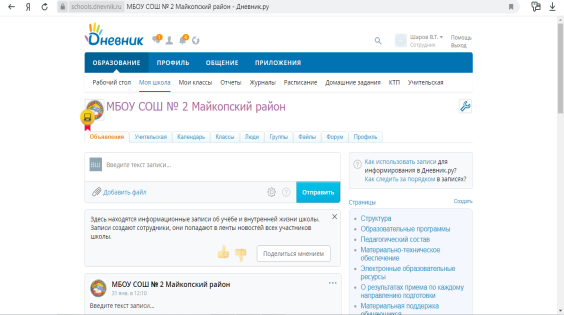 schools.dnevnik.ru МБОУ СОШ № 2 Майкопский район - Дневник.ру
Дневник
Шаров В.Т.
Сотрудник
Помощь
Выход
ОБРАЗОВАНИЕ ПРОФИЛЬ ОБЩЕНИЕ ПРИЛОЖЕНИЯ
Рабочий стол Моя школа Мои классы Отчеты Журналы Расписание Домашние задания КТП Учительская
МБОУ СОШ № 2 Майкопский район
Объявления Учительская Календарь Классы Люди Группы Файлы Форум Профиль
ВШ Введите текст записи...
Добавить файл
Отправить
Как использовать записи для
информирования в Дневник.ру?
Как следить за порядком в записях?
Здесь находятся информационные записи об учёбе и внутренней жизни школы.
Записи создают сотрудники, они попадают в ленты новостей всех участников
школы.
Поделиться мнением
МБОУ СОШ № 2 Майкопский район
31 янв. в 12:10
Введите текст записи...
Страницы Создать
Структура
Образовательные программы
Педагогический состав
Материально-техническое
обеспечение
Электронные образовательные
ресурсы
О результатах приема по каждому
направлению подготовки
Материальная поддержка
обучающихся